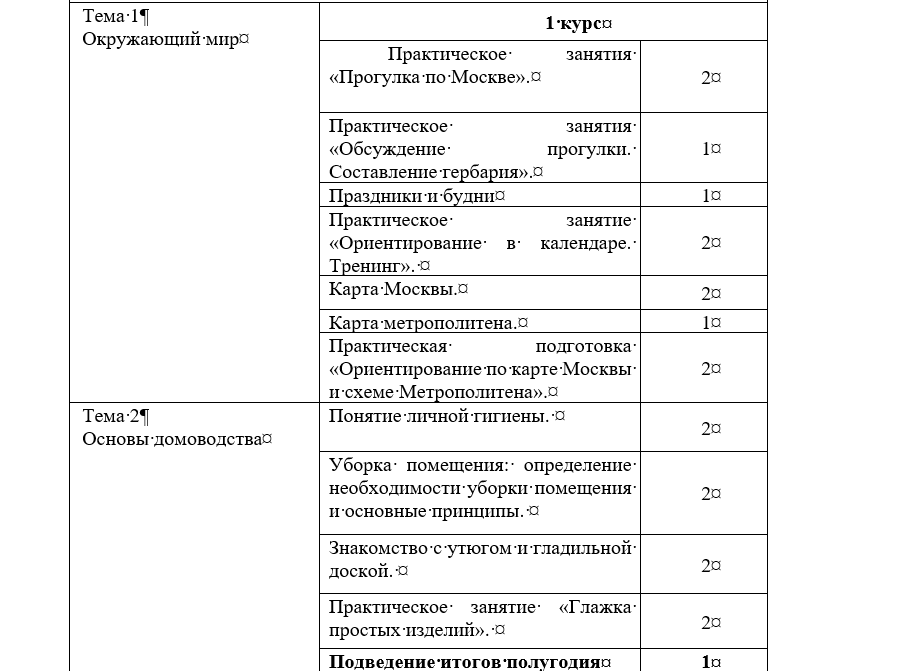 Тема·1¶
Окружающий·мир¤
1·курс¤
Практическое· занятия·
«Прогулка·по·Москве».¤
2¤
Практическое· занятия·
«Обсуждение· прогулки.·
Составление·гербария».¤
1¤
Праздники·и·будни¤
1¤
Практическое· занятие·
«Ориентирование· в· календаре.·
Тренинг».·¤
2¤
Карта·Москвы.¤
2¤
Карта·метрополитена.¤
1¤
Практическая· подготовка·
«Ориентирование·по·карте·Москвы·
и·схеме·Метрополитена».¤
2¤
Тема·2¶
Основы·домоводства¤
Понятие·личной·гигиены.·¤
2¤
Уборка· помещения:· определение·
необходимости·уборки·помещения·
и·основные·принципы.·¤
2¤
Знакомство·с·утюгом·и·гладильной·
доской.·¤
2¤
Практическое· занятие· «Глажка·
простых·изделий».·¤
2¤
Подведение·итогов·полугодия¤
1¤